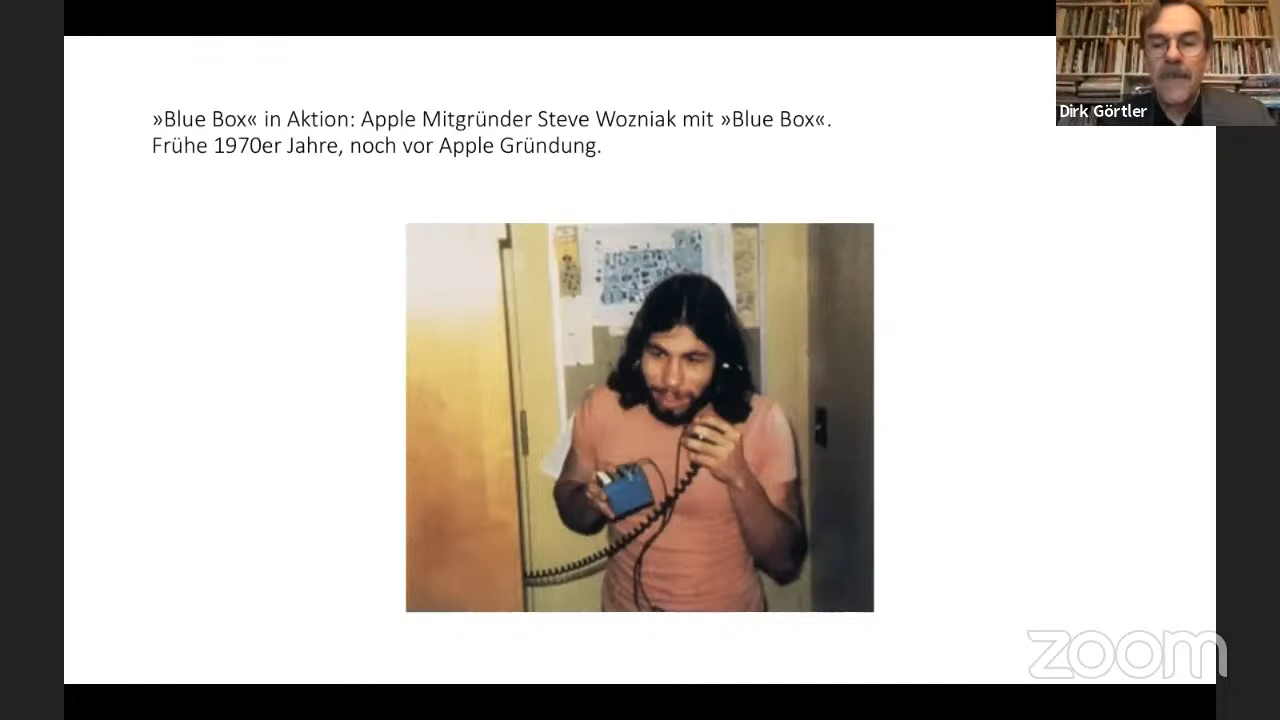 »Blue Box« in Aktion: Apple Mitgründer Steve Wozniak mit »Blue Box«.
Frühe 1970er Jahre, noch vor Apple Gründung.
Dirk Görtler
zoom